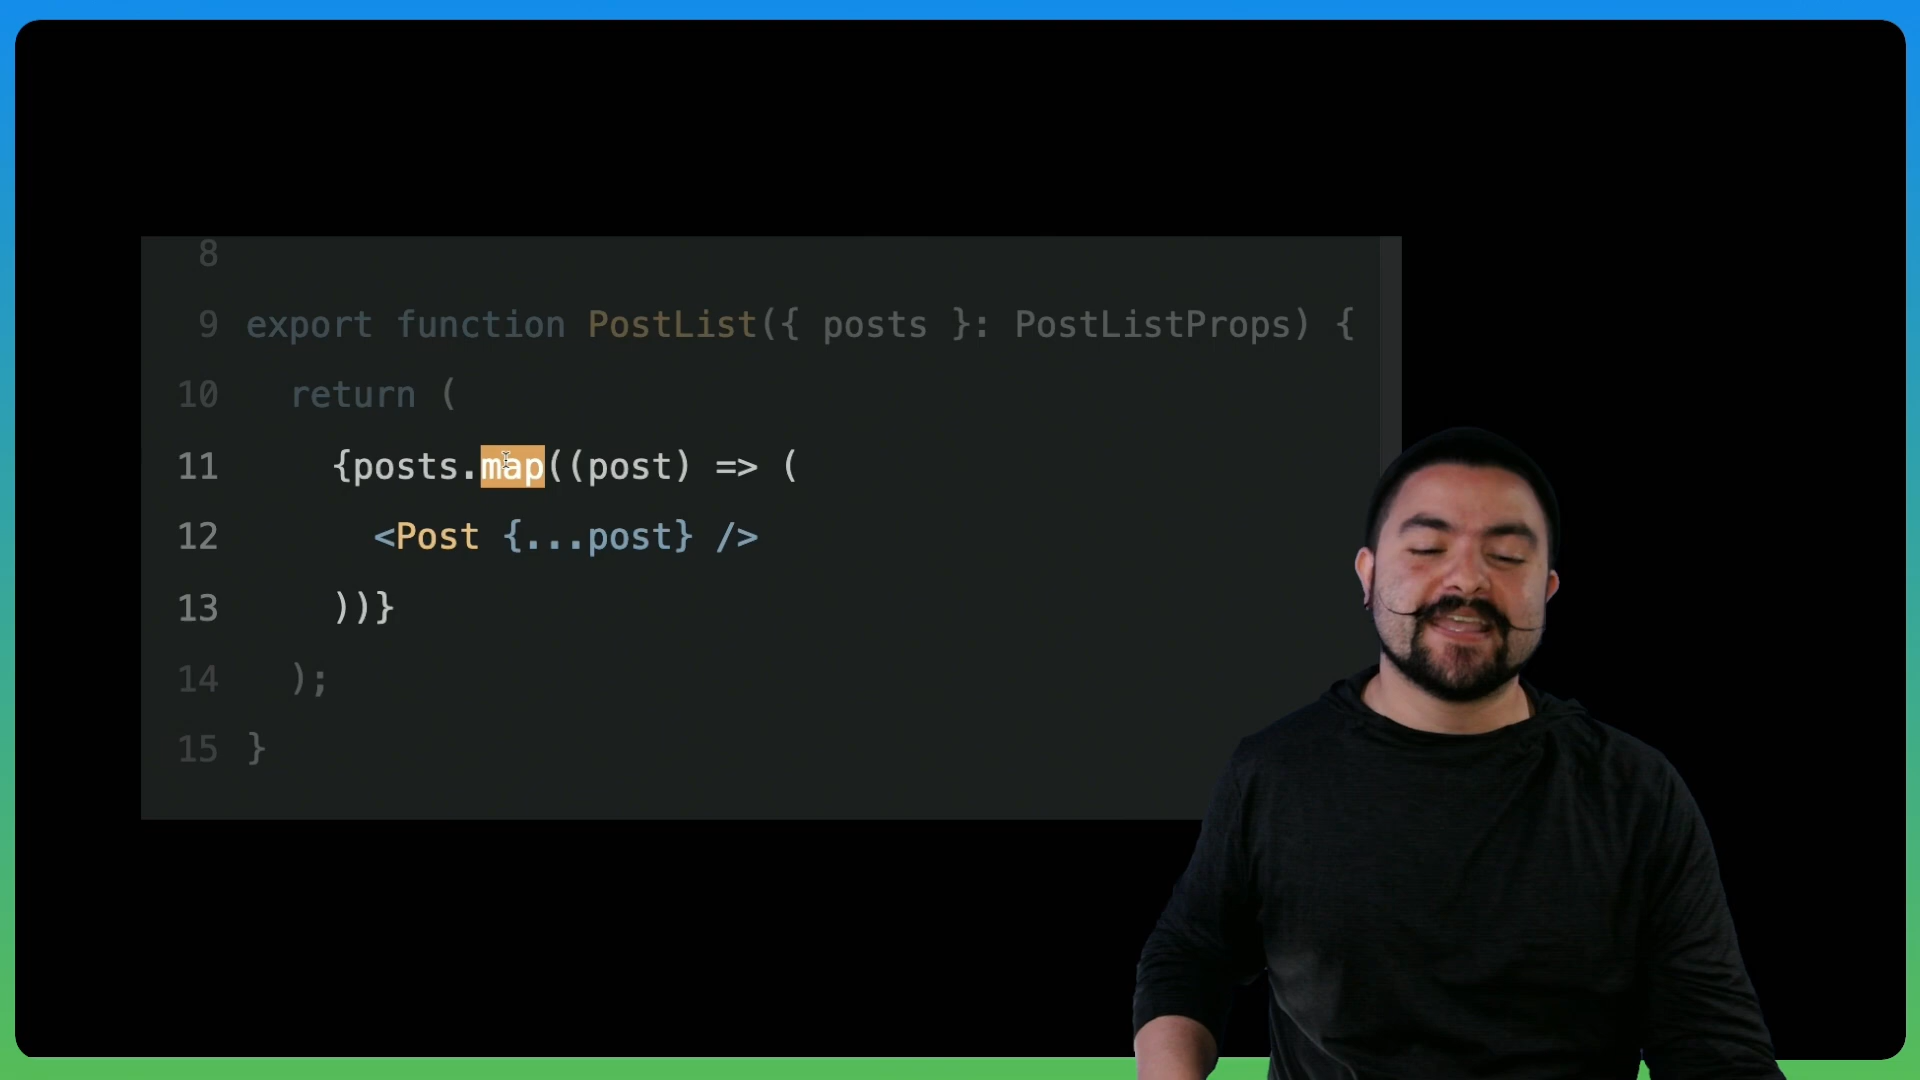 8
9 export function PostList({ posts }: PostListProps) {
10 return (
11 {posts.map((post) => (
12 <Post {...post} />
13 ))}
14 );
15 }